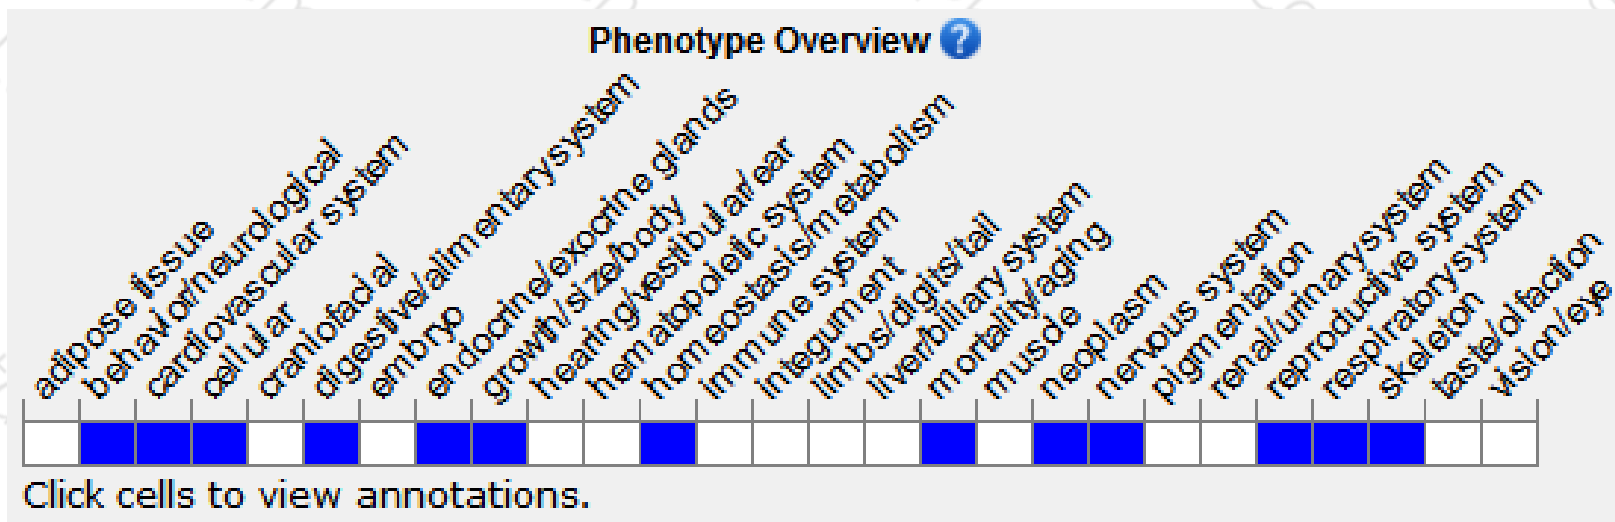 Phenotype Overview ?
adipose tissue
behavior/neurological
cardiovascular system
cellular
craniofacial
digestive/alimentary system
embryo
endocrine/exocrine glands
growth/size/body
hearing/vestibular/ear
hematopoietic system
homeostasis/metabolism
immune system
integument
limbs/digits/tail
liver/biliary system
mortality/aging
muscle
neoplasm
nervous system
pigmentation
renal/urinary system
reproductive system
respiratory system
skeleton
taste/olfaction
vision/eye
Click cells to view annotations.